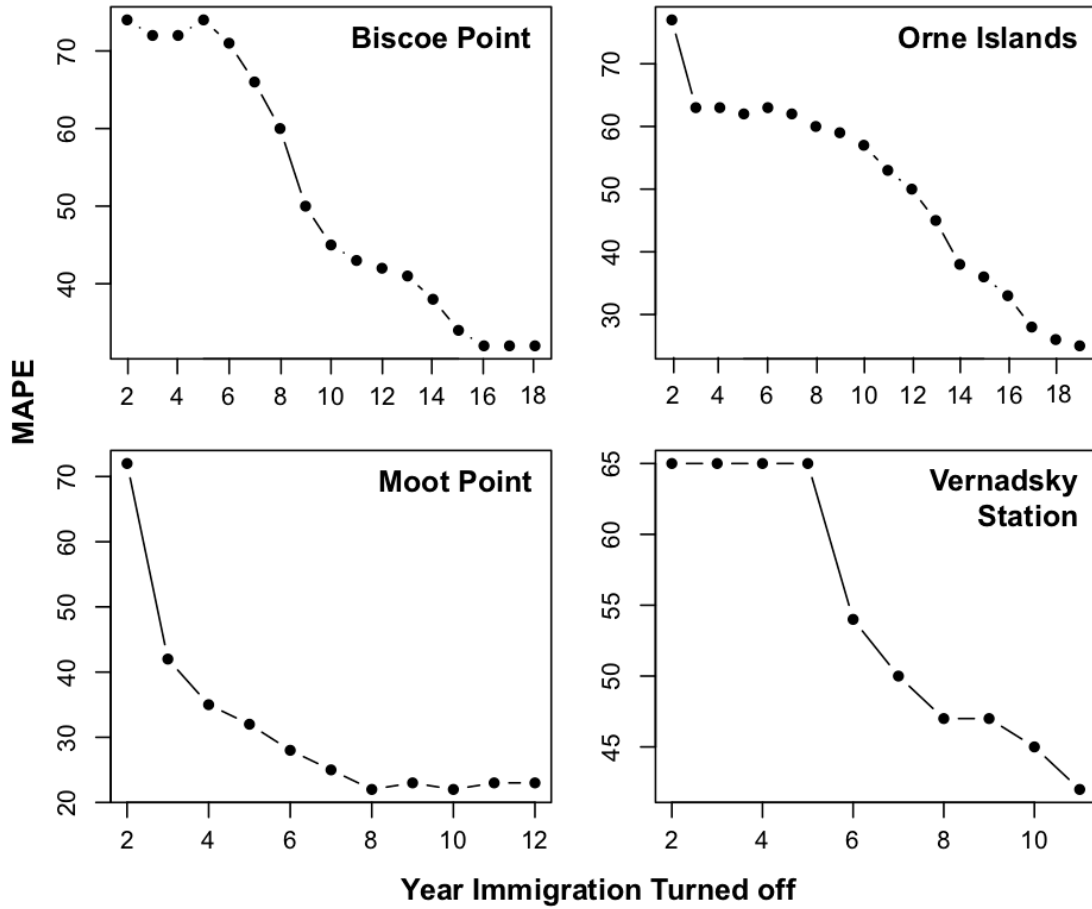 Biscoe Point
70
60
50
40
2 4 6 8 10 12 14 16 18
Orne Islands
70
60
50
40
30
2 4 6 8 10 12 14 16 18
MAPE
Moot Point
70
60
50
40
30
20
2 4 6 8 10 12
Vernadsky
Station
65
60
55
50
45
2 4 6 8 10
Year Immigration Turned off